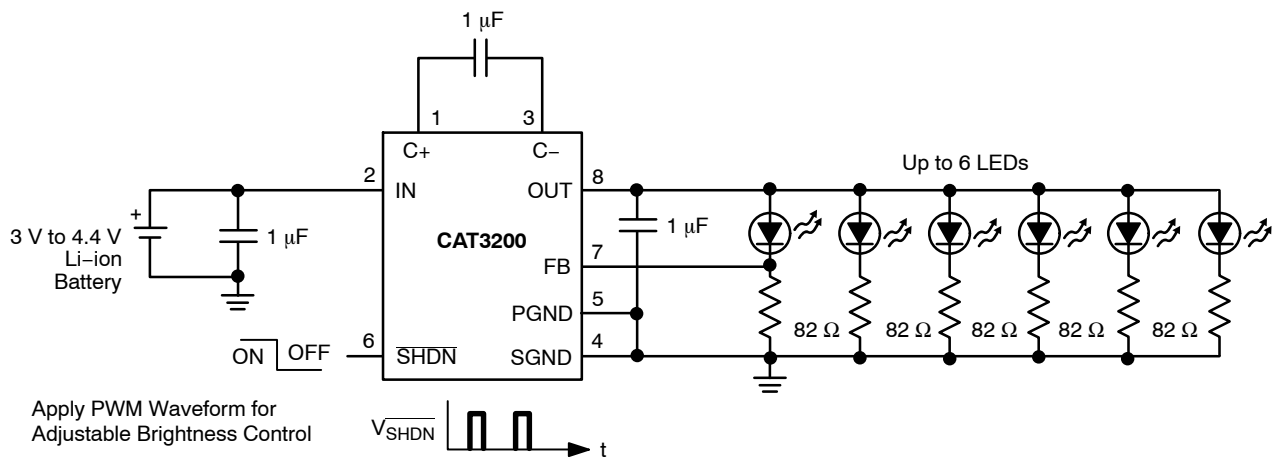 1 μF
1
3
C+
C−
2
IN
OUT
8
Up to 6 LEDs
+
3 V to 4.4 V
Li−ion
Battery
1 μF
CAT3200
1 μF
FB
7
PGND
5
6
ON
OFF
SHDN
SGND
4
82 Ω
82 Ω
82 Ω
82 Ω
82 Ω
Apply PWM Waveform for
Adjustable Brightness Control
VSHDN
t